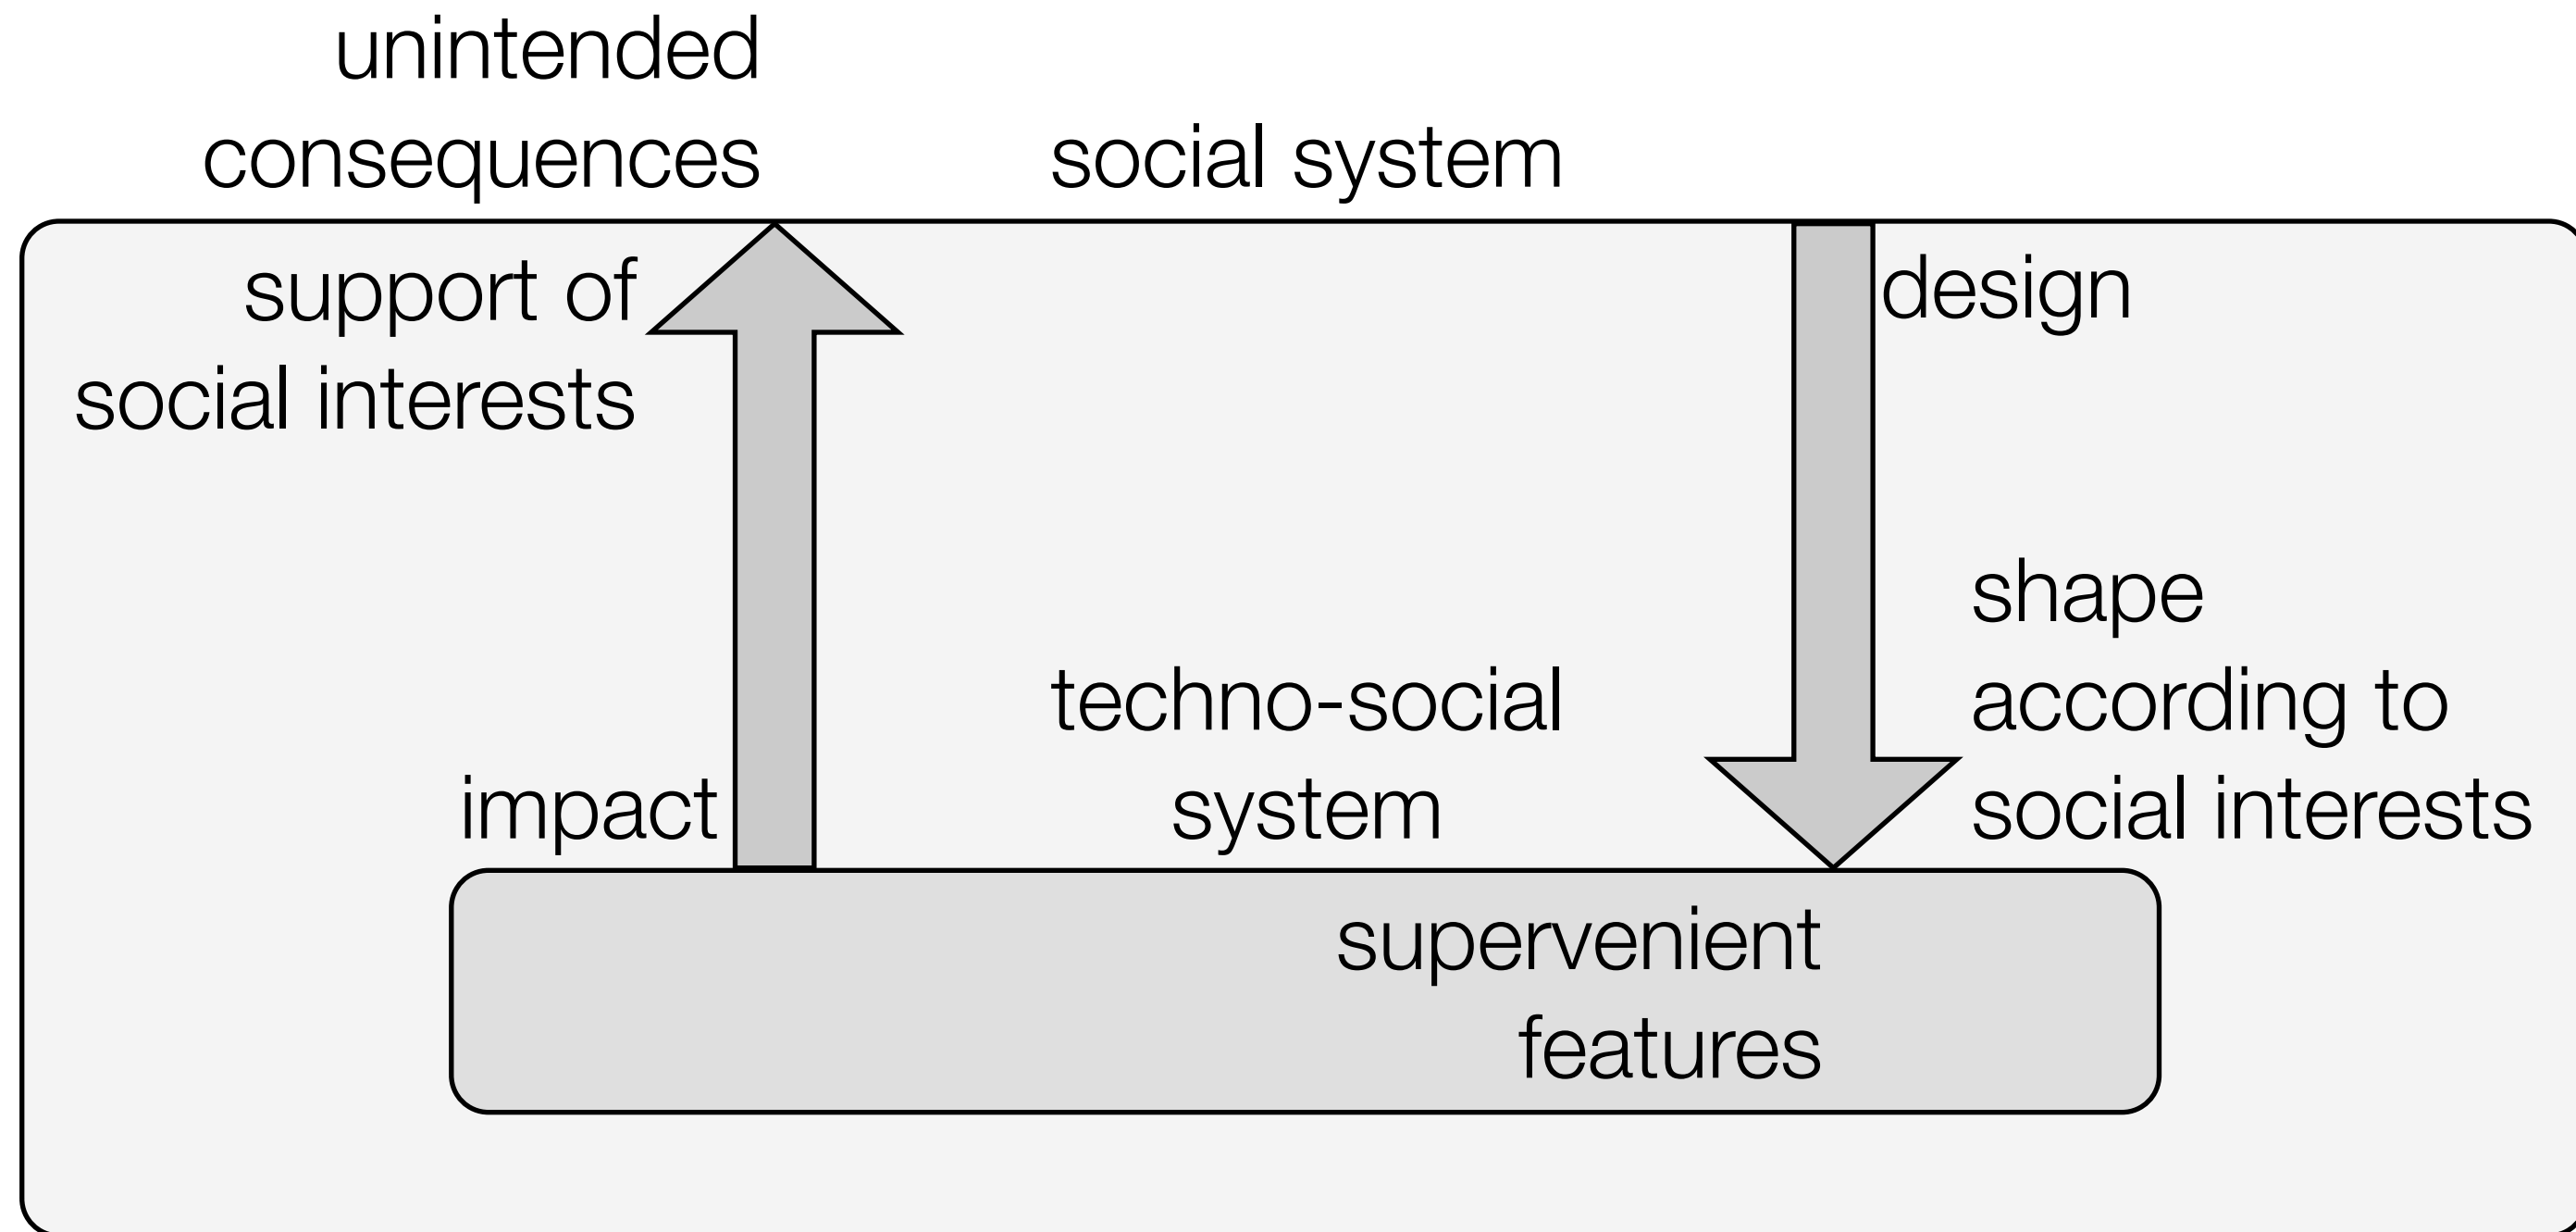 unintended
consequences
social system
support of
social interests
design
shape
according to
social interests
techno-social
system
impact
supervenient
features